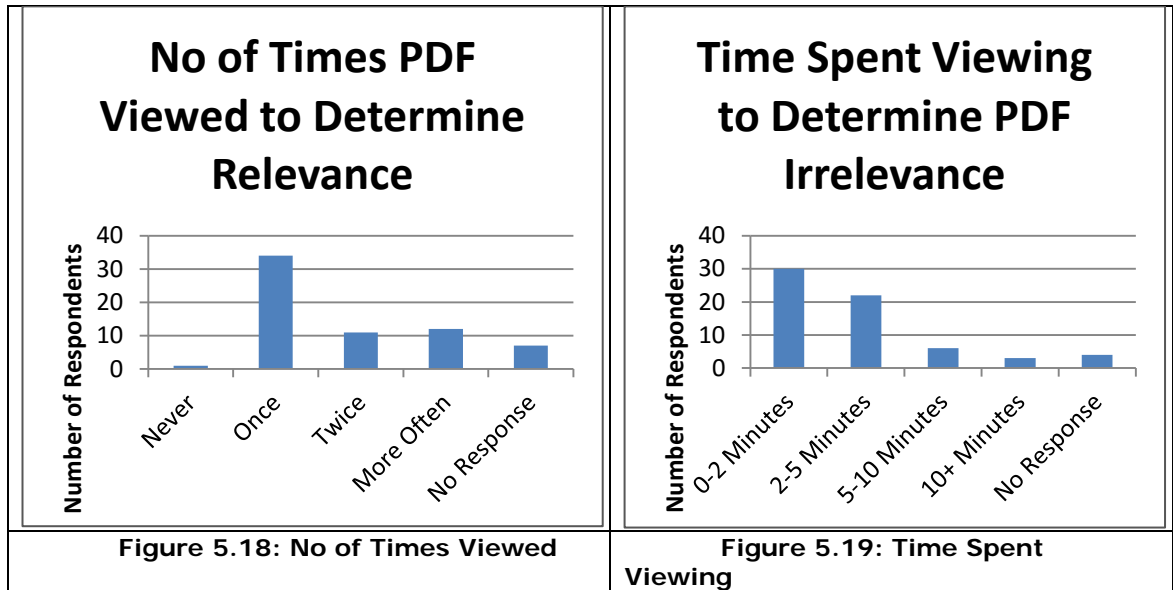 No of Times PDF
Viewed to Determine
Relevance
Number of Respondents
40
30
20
10
0
Never
Once
Twice
More Often
No Response
Figure 5.18: No of Times Viewed
Time Spent Viewing
to Determine PDF
Irrelevance
Number of Respondents
40
30
20
10
0
0-2 Minutes
2-5 Minutes
5-10 Minutes
10+ Minutes
No Response
Figure 5.19: Time Spent
Viewing